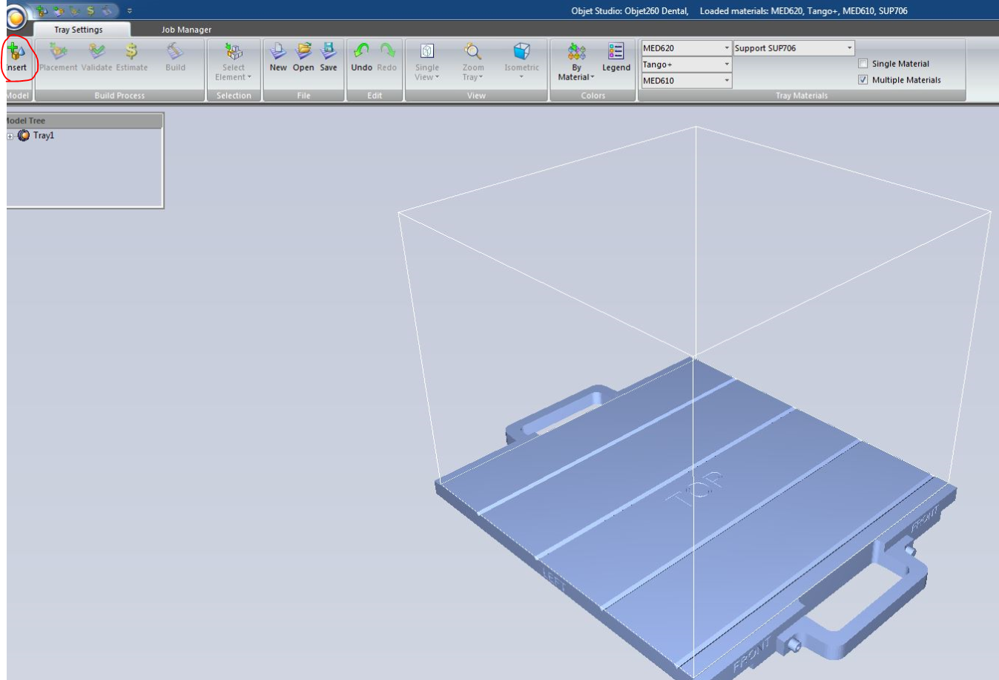 Objet Studio: Objet260 Dental, Loaded materials: MED620, Tango+, MED610, SUP706
Tray Settings
Job Manager
Insert
Placement
Validate
Estimate
Build
Select Element
New
Open
Save
Undo
Redo
Single View
Zoom Tray
Isometric
By Material
Legend
MED620
Tango+
MED610
Support SUP706
Single Material
Multiple Materials
Model
Build Process
Selection
File
Edit
View
Colors
Tray Materials
Model Tree
Tray1
TOP
LEFT
FRONT
FRONT